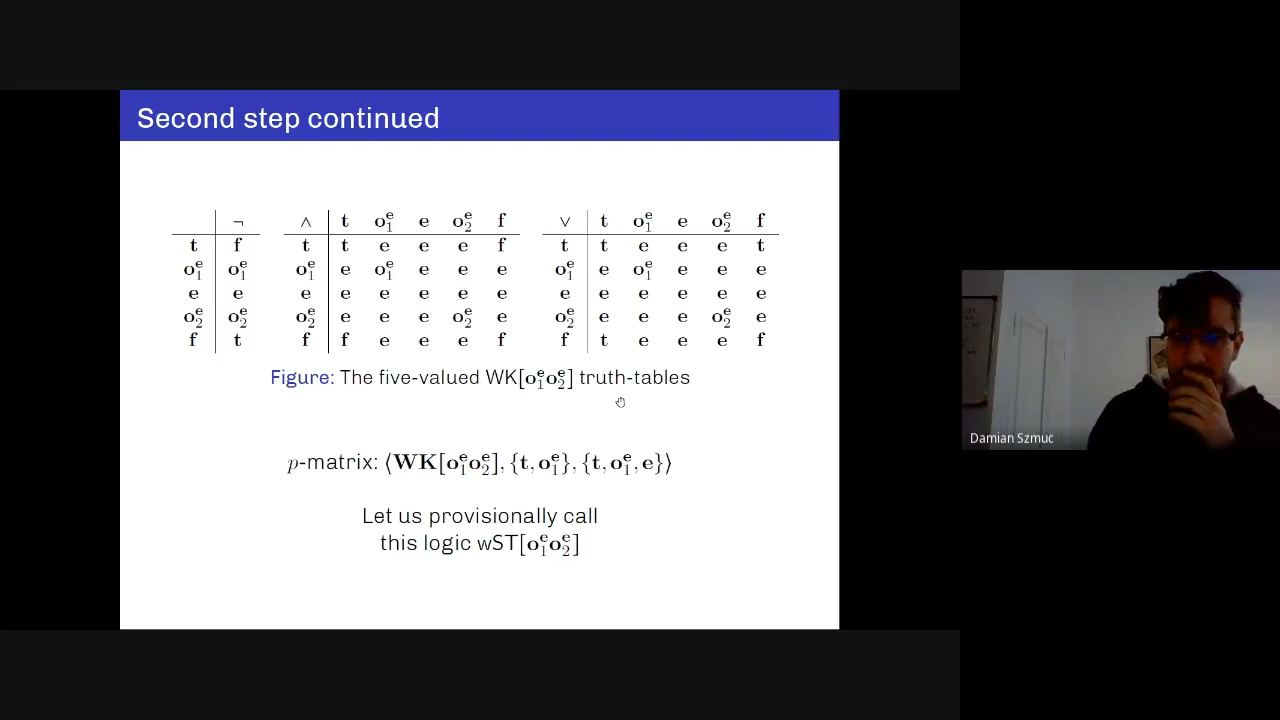 Second step continued
¬ ∧ t o₁ᵉ e o₂ᵉ f ∨ t o₁ᵉ e o₂ᵉ f
t f t t e e e f t t e e e t
o₁ᵉ o₁ᵉ o₁ᵉ e o₁ᵉ e e e o₁ᵉ e o₁ᵉ e e e
e e e e e e e e e e e e e e
o₂ᵉ o₂ᵉ o₂ᵉ e e e o₂ᵉ e o₂ᵉ e e e o₂ᵉ e
f t f f e e e f f t e e e f
Figure: The five-valued WK[o₁ᵉo₂ᵉ] truth-tables
p-matrix: ⟨WK[o₁ᵉo₂ᵉ], {t, o₁ᵉ}, {t, o₁ᵉ, e}⟩
Let us provisionally call
this logic wST[o₁ᵉo₂ᵉ]
Damian Szmuc